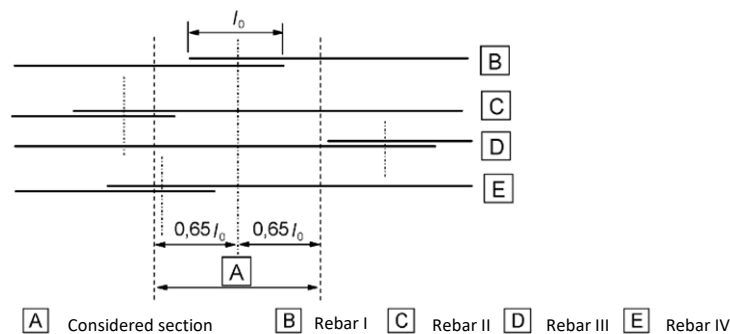 l₀
B
C
D
E
0,65 l₀ 0,65 l₀
A
A Considered section B Rebar I C Rebar II D Rebar III E Rebar IV